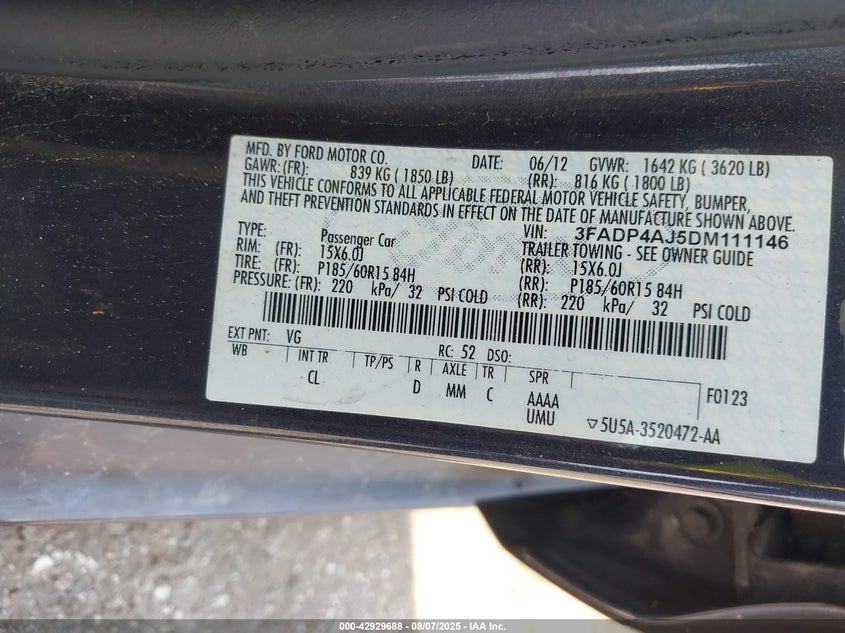 MFD. BY FORD MOTOR CO. DATE: 06/12 GVWR: 1642 KG ( 3620 LB)
GAWR: (FR): 839 KG ( 1850 LB) (RR): 816 KG ( 1800 LB)
THIS VEHICLE CONFORMS TO ALL APPLICABLE FEDERAL MOTOR VEHICLE SAFETY, BUMPER,
AND THEFT PREVENTION STANDARDS IN EFFECT ON THE DATE OF MANUFACTURE SHOWN ABOVE.
VIN: 3FADP4AJ5DM111146
TYPE: Passenger Car TRAILER TOWING - SEE OWNER GUIDE
RIM: (FR): 15X6.0J (RR): 15X6.0J
TIRE: (FR): P185/60R15 84H (RR): P185/60R15 84H
PRESSURE: (FR): 220 kPa/ 32 PSI COLD (RR): 220 kPa/ 32 PSI COLD
EXT PNT: VG RC: 52 DSO:
WB INT TR TP/PS R AXLE TR SPR F0123
CL D MM C AAAA
UMU ▽5U5A-3520472-AA
000-42929688 - 08/07/2025 - IAA Inc.